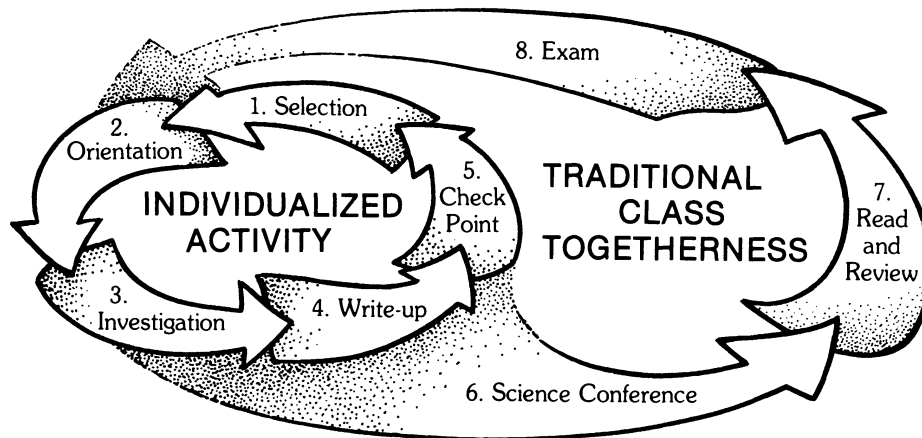 8. Exam
1. Selection
2.
Orientation
INDIVIDUALIZED
ACTIVITY
5.
Check
Point
TRADITIONAL
CLASS
TOGETHERNESS
7.
Read
and
Review
3.
Investigation
4. Write-up
6. Science Conference